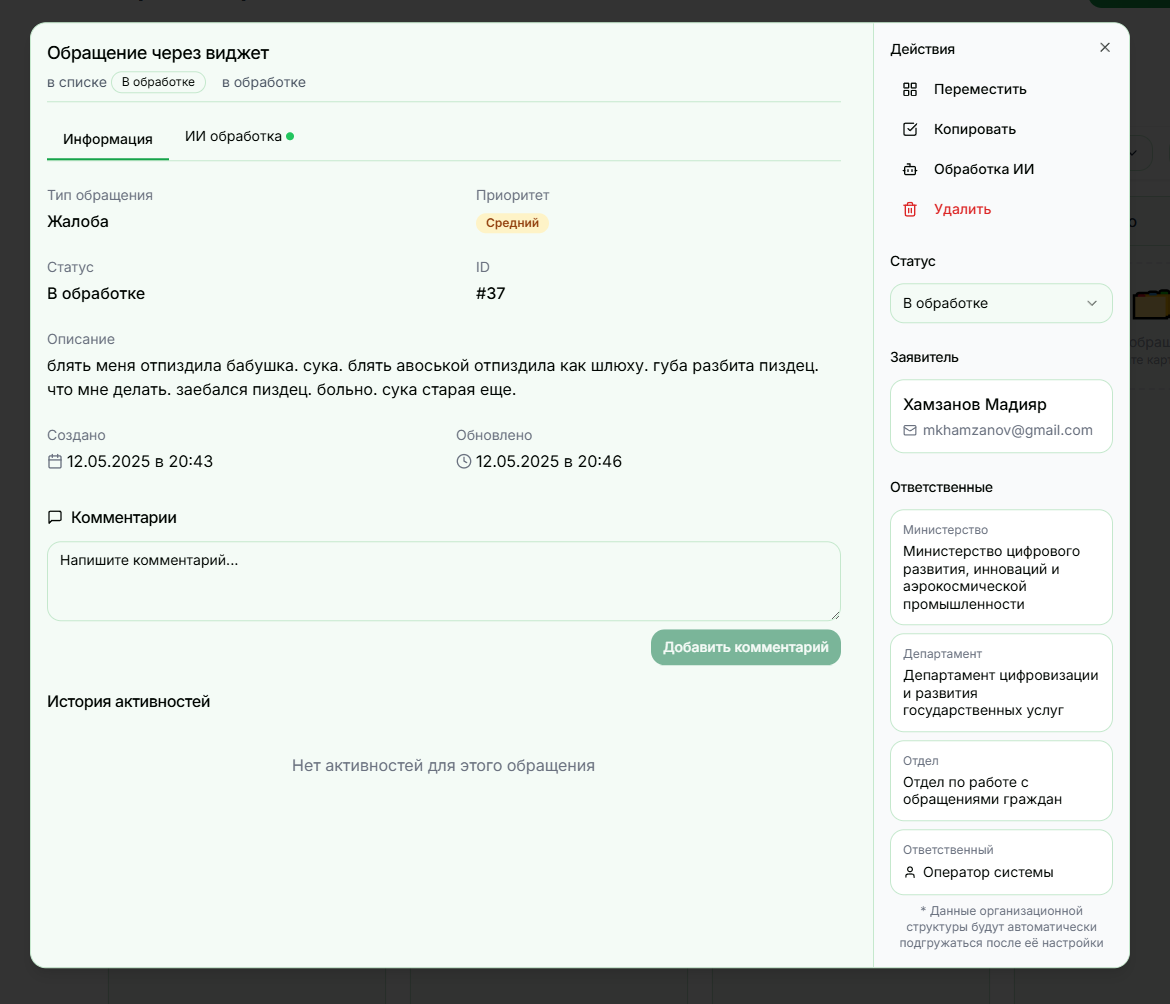 Обращение через виджет
в списке В обработке в обработке
Информация ИИ обработка
Тип обращения Приоритет
Жалоба Средний
Статус ID
В обработке #37
Описание
блять меня отпиздила бабушка. сука. блять авоськой отпиздила как шлюху. губа разбита пиздец.
что мне делать. заебался пиздец. больно. сука старая еще.
Создано Обновлено
12.05.2025 в 20:43 12.05.2025 в 20:46
Комментарии
Напишите комментарий...
Добавить комментарий
История активностей
Нет активностей для этого обращения
Действия
Переместить
Копировать
Обработка ИИ
Удалить
Статус
В обработке
Заявитель
Хамзанов Мадияр
mkhamzanov@gmail.com
Ответственные
Министерство
Министерство цифрового
развития, инноваций и
аэрокосмической
промышленности
Департамент
Департамент цифровизации
и развития
государственных услуг
Отдел
Отдел по работе с
обращениями граждан
Ответственный
Оператор системы
* Данные организационной
структуры будут автоматически
подгружаться после её настройки